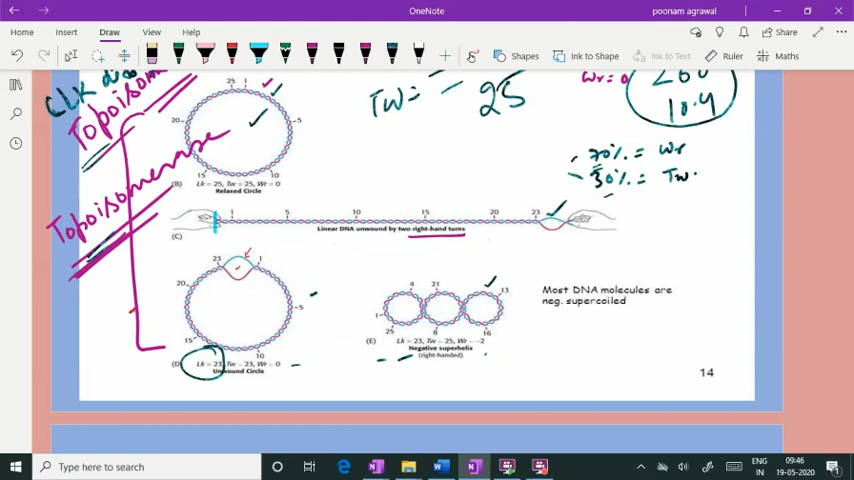 OneNote
poonam agrawal
Home
Insert
Draw
View
Help
Share
Shapes
Ink to Shape
Ink to Text
Ruler
Maths
Topoisom
Topoisomerase
TW = 25
Wr = 0
260
10.4
70% = Wr
30% = Tw.
25 1
20
5
15
10
(B)
Lk = 25, Tw = 25, Wr = 0
Relaxed Circle
1
5
10
15
20
23
(C)
Linear DNA unwound by two right-hand turns
23
1
20
5
15
10
(D)
Lk = 23, Tw = 23, Wr = 0
Unwound Circle
4
21
13
1
25
8
16
(E)
Lk = 23, Tw = 25, Wr = −2
Negative superhelix
(right-handed)
Most DNA molecules are
neg. supercoiled
14
Type here to search
ENG
IN
09:46
19-05-2020